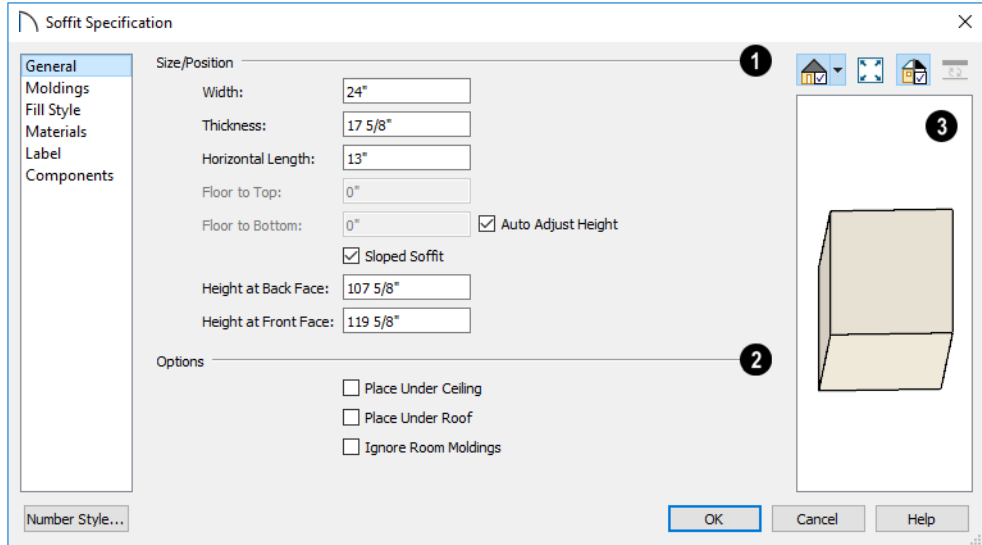 Soffit Specification
General
Moldings
Fill Style
Materials
Label
Components
Size/Position
1
Width: 24"
Thickness: 17 5/8"
Horizontal Length: 13"
Floor to Top: 0"
Floor to Bottom: 0" Auto Adjust Height
Sloped Soffit
Height at Back Face: 107 5/8"
Height at Front Face: 119 5/8"
Options
2
Place Under Ceiling
Place Under Roof
Ignore Room Moldings
3
Number Style... OK Cancel Help